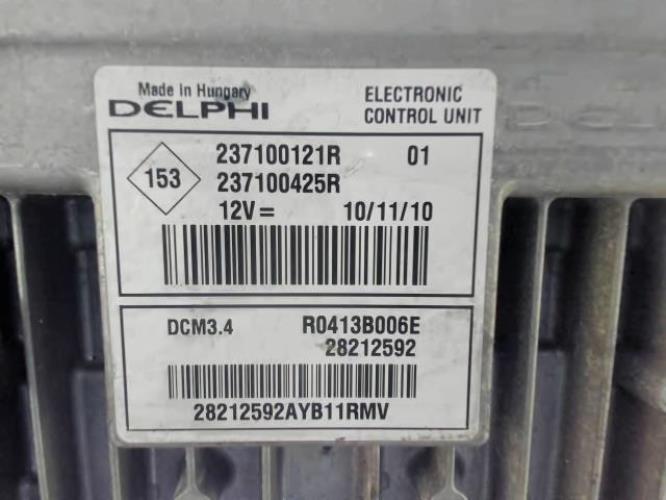 Made in Hungary
DELPHI
ELECTRONIC
CONTROL UNIT
153
237100121R 01
237100425R
12V= 10/11/10
DCM3.4 R0413B006E
28212592
28212592AYB11RMV